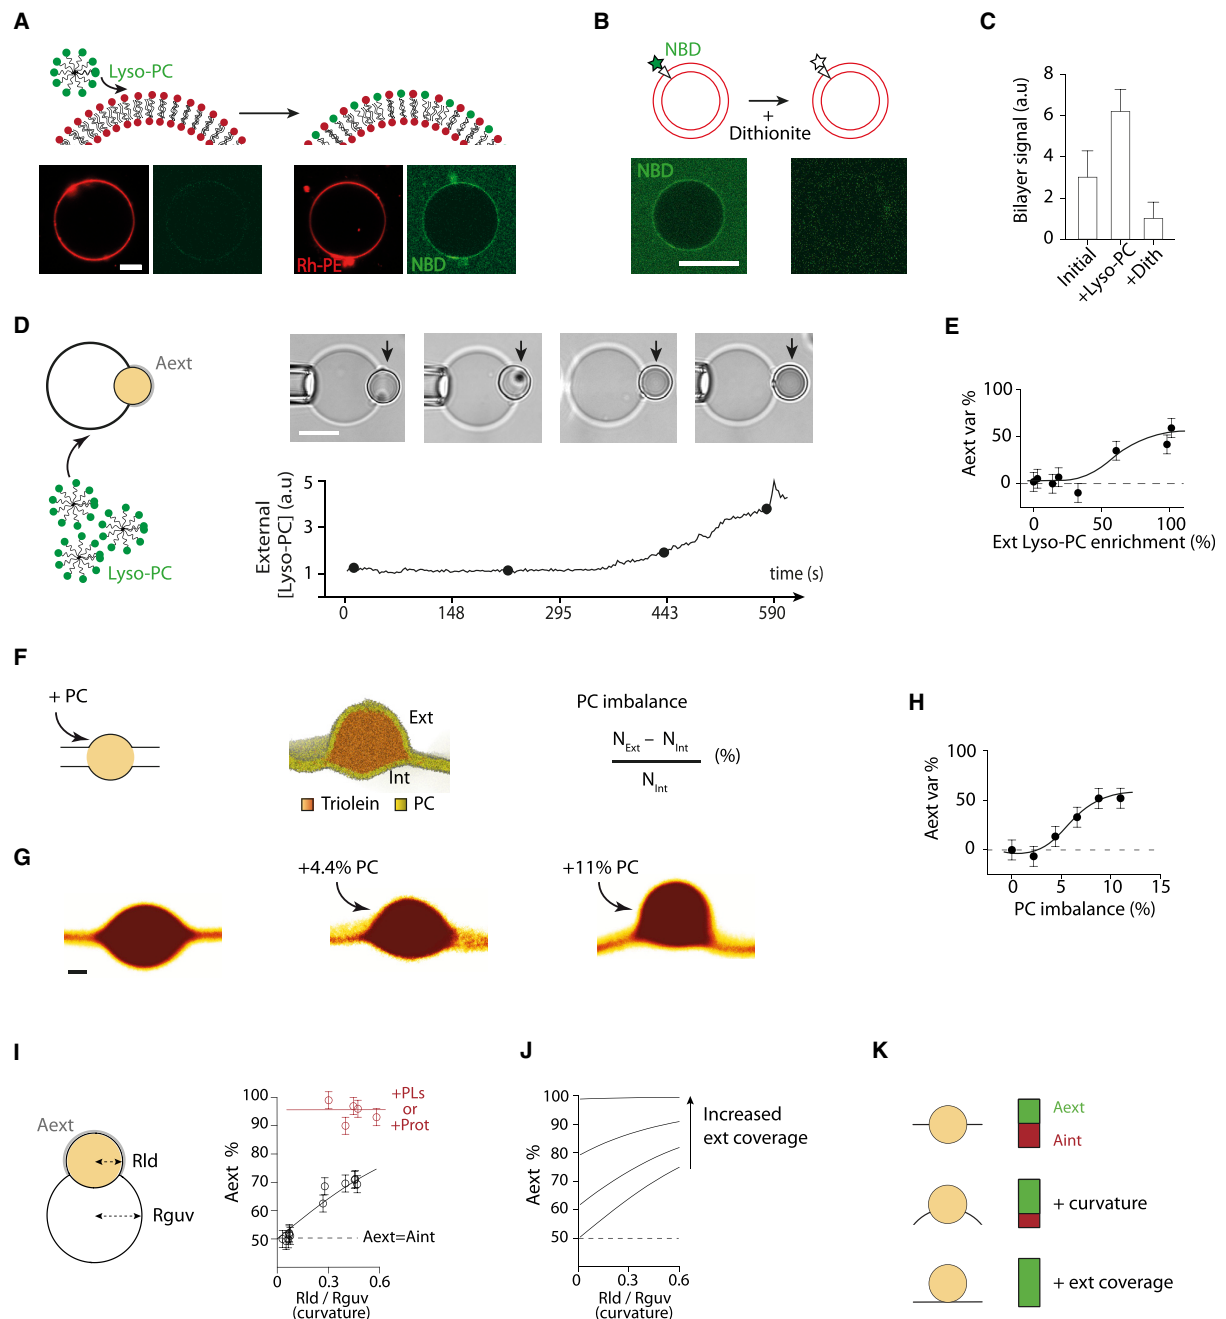 A
Lyso-PC
Rh-PE
NBD
B
NBD
+
Dithionite
NBD
C
Bilayer signal (a.u)
8
6
4
2
0
Initial
+Lyso-PC
+Dith
D
Aext
Lyso-PC
External
[Lyso-PC] (a.u)
5
3
1
time (s)
0 148 295 443 590
E
Aext var %
100
50
0
0 50 100
Ext Lyso-PC enrichment (%)
F
+ PC
Ext
Int
Triolein PC
PC imbalance
NExt – NInt
(%)
NInt
G
+4.4% PC
+11% PC
H
Aext var %
100
50
0
0 5 10 15
PC imbalance (%)
I
Aext
Rld
Rguv
Aext %
100
90
80
70
60
50
+PLs
or
+Prot
Aext=Aint
0 0.3 0.6
Rld / Rguv
(curvature)
J
Aext %
100
90
80
70
60
50
Increased
ext coverage
0 0.3 0.6
Rld / Rguv
(curvature)
K
Aext
Aint
+ curvature
+ ext coverage